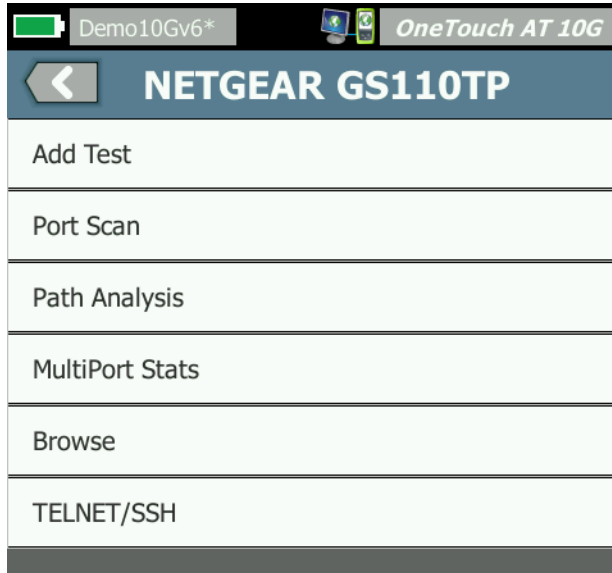 Demo10Gv6*
OneTouch AT 10G
NETGEAR GS110TP
Add Test
Port Scan
Path Analysis
MultiPort Stats
Browse
TELNET/SSH